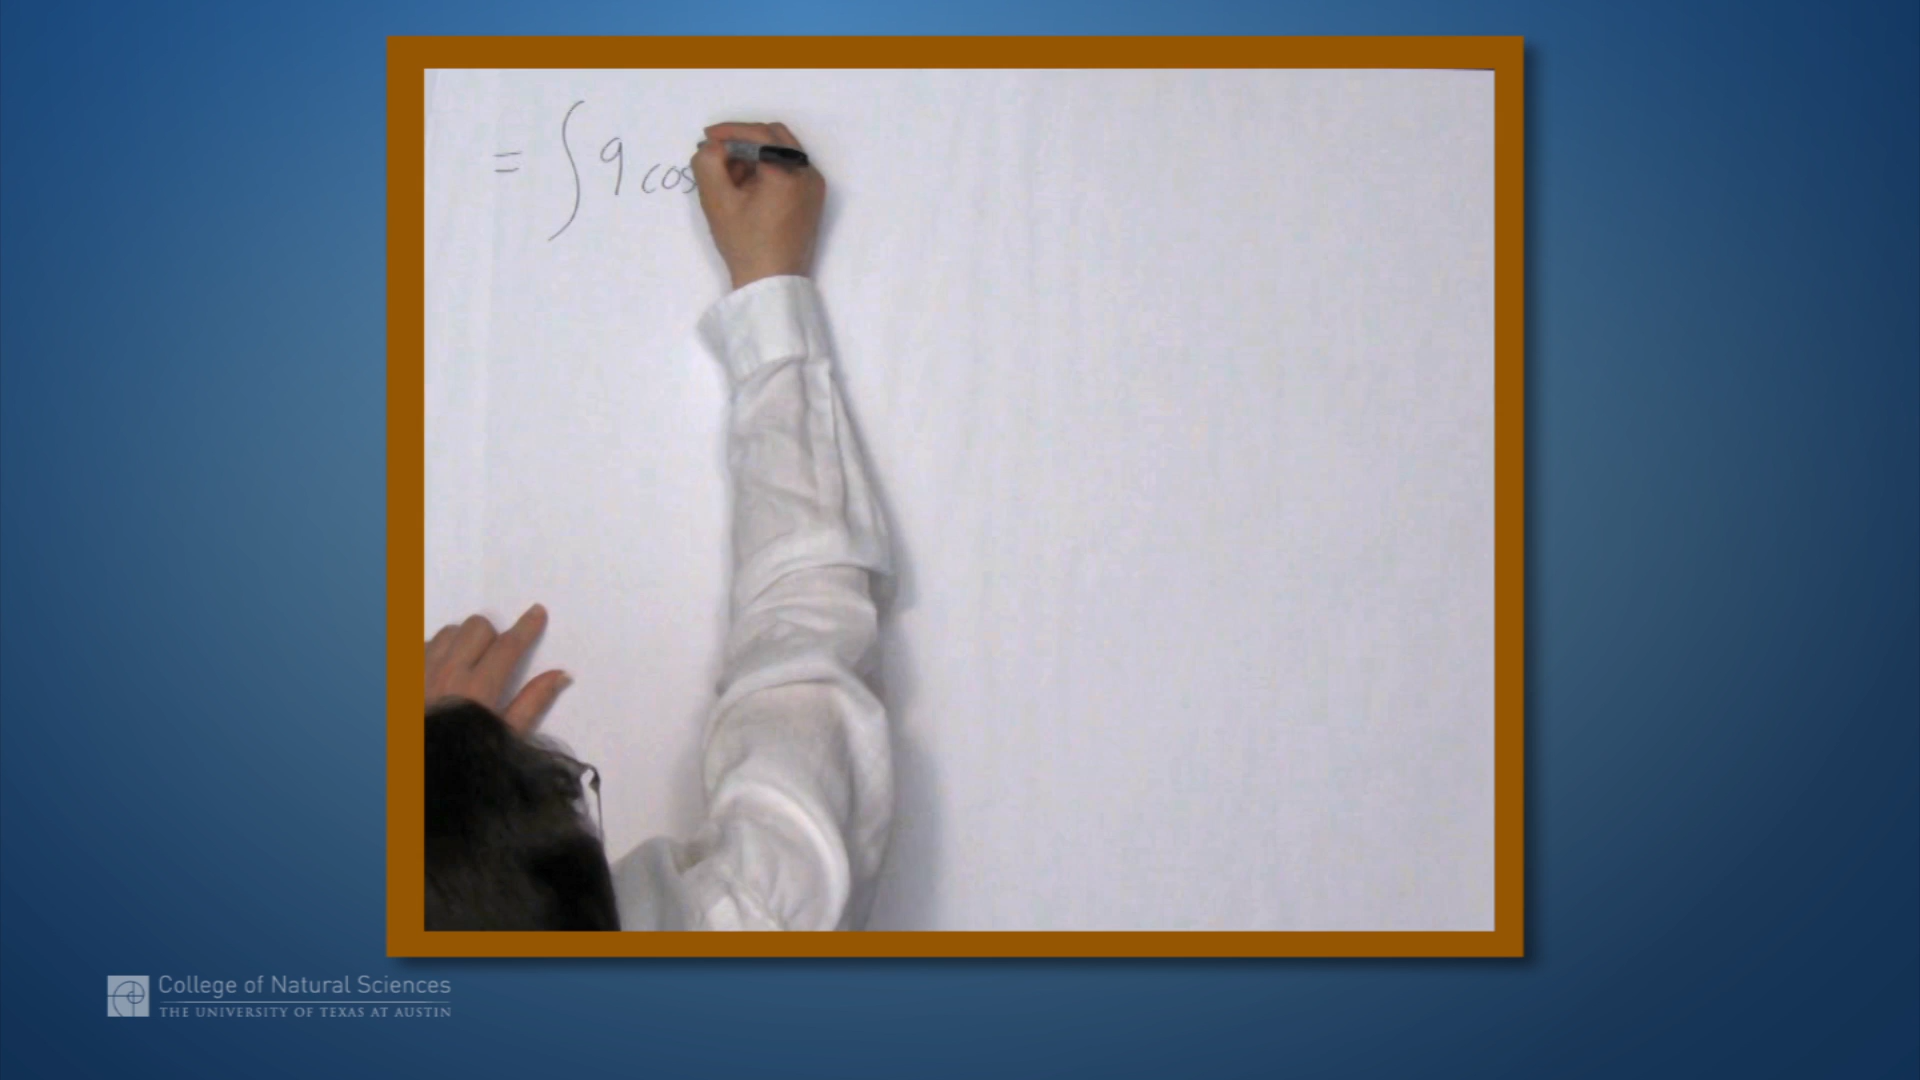 = ∫ 9 cos
College of Natural Sciences
THE UNIVERSITY OF TEXAS AT AUSTIN